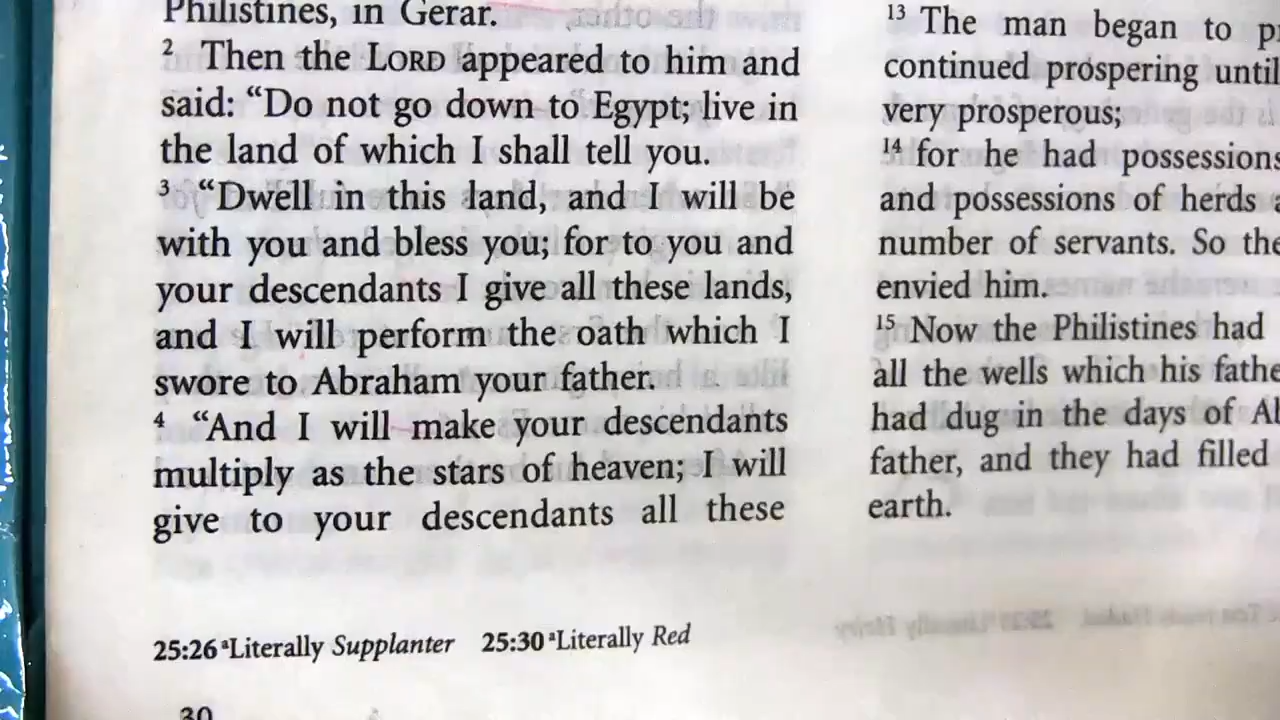 Philistines, in Gerar.
2 Then the LORD appeared to him and
said: “Do not go down to Egypt; live in
the land of which I shall tell you.
3 “Dwell in this land, and I will be
with you and bless you; for to you and
your descendants I give all these lands,
and I will perform the oath which I
swore to Abraham your father.
4 “And I will make your descendants
multiply as the stars of heaven; I will
give to your descendants all these
25:26 aLiterally Supplanter 25:30 aLiterally Red
30
13 The man began to
continued prospering until
very prosperous;
14 for he had possessions
and possessions of herds
number of servants. So the
envied him.
15 Now the Philistines had
all the wells which his
had dug in the days of
father, and they had filled
earth.